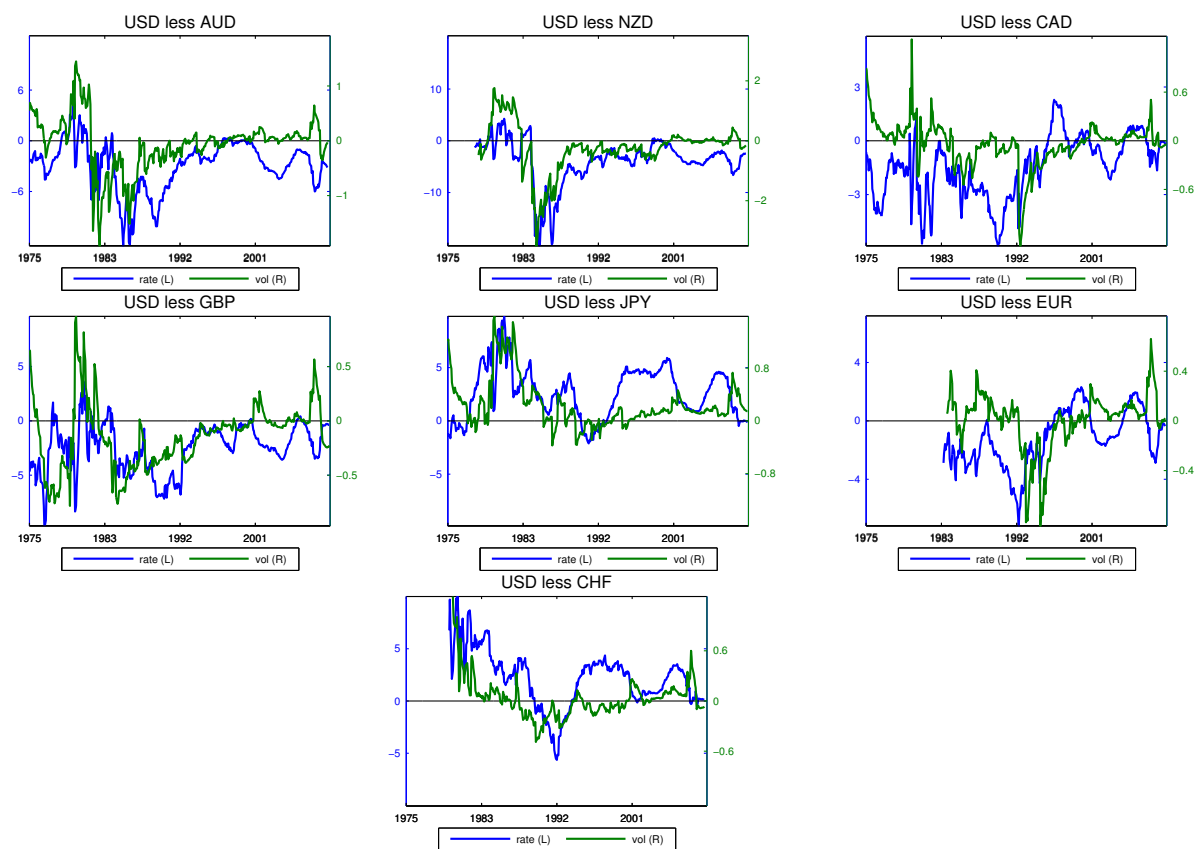 USD less AUD
6
0
−6
1
0
−1
1975 1983 1992 2001
rate (L) vol (R)
USD less NZD
10
0
−10
2
0
−2
1975 1983 1992 2001
rate (L) vol (R)
USD less CAD
3
0
−3
0.6
0
−0.6
1975 1983 1992 2001
rate (L) vol (R)
USD less GBP
5
0
−5
0.5
0
−0.5
1975 1983 1992 2001
rate (L) vol (R)
USD less JPY
5
0
−5
0.8
0
−0.8
1975 1983 1992 2001
rate (L) vol (R)
USD less EUR
4
0
−4
0.4
0
−0.4
1975 1983 1992 2001
rate (L) vol (R)
USD less CHF
5
0
−5
0.6
0
−0.6
1975 1983 1992 2001
rate (L) vol (R)